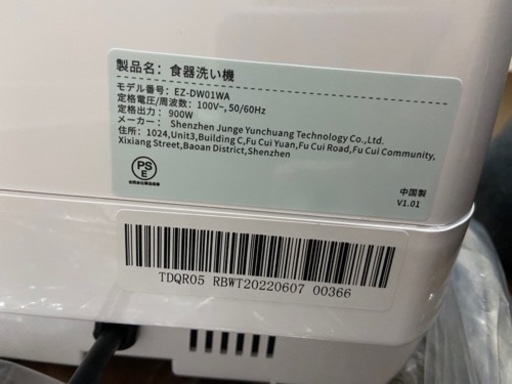 製品名：食器洗い機
モデル番号：EZ-DW01WA
定格電圧/周波数：100V~, 50/60Hz
定格出力：900W
メーカー： Shenzhen Junge Yunchuang Technology Co.,Ltd.
住所：1024,Unit3,Building C,Fu Cui Yuan,Fu Cui Road,Fu Cui Community,
Xixiang Street,Baoan District,Shenzhen
PS
E
中国製
V1.01
TDQR05 RBWT20220607 00366